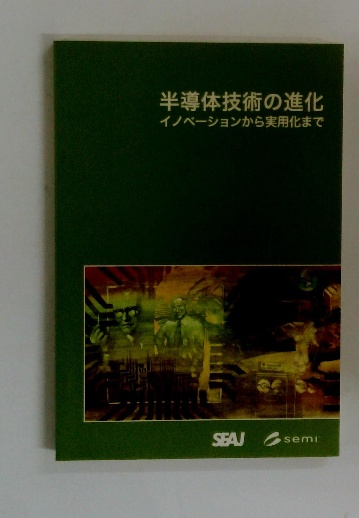 半導体技術の進化
イノベーションから実用化まで
SEAJ
semi